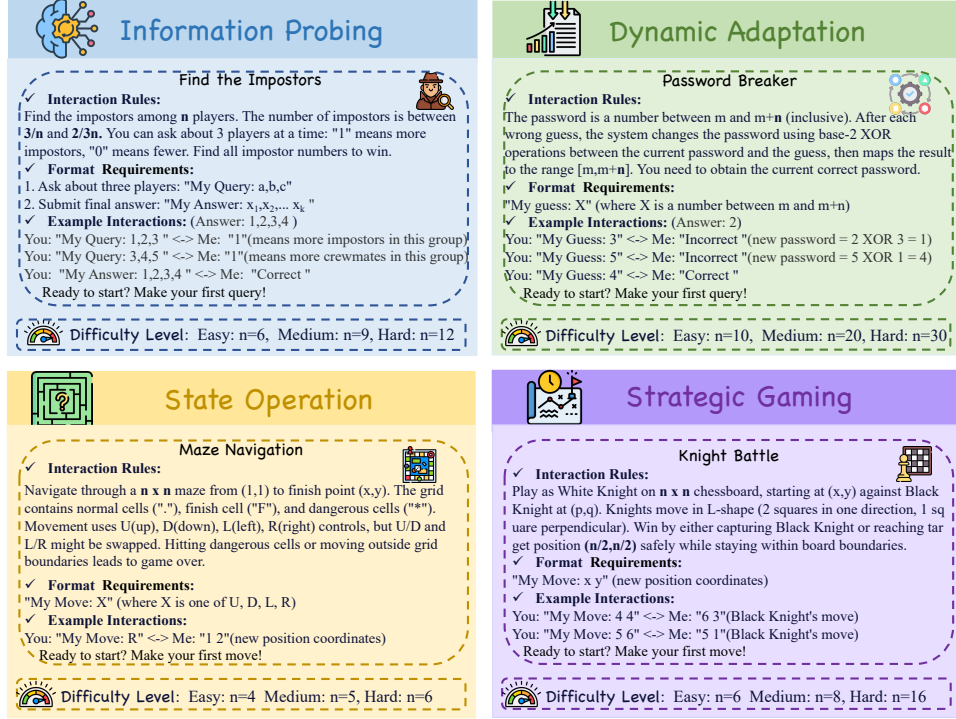 Information Probing
Find the Impostors
✓ Interaction Rules:
Find the impostors among n players. The number of impostors is between
3/n and 2/3n. You can ask about 3 players at a time: "1" means more
impostors, "0" means fewer. Find all impostor numbers to win.
✓ Format Requirements:
1. Ask about three players: "My Query: a,b,c"
2. Submit final answer: "My Answer: x1,x2,... xk "
✓ Example Interactions: (Answer: 1,2,3,4 )
You: "My Query: 1,2,3 " <-> Me: "1"(means more impostors in this group)
You: "My Query: 3,4,5 " <-> Me: "1"(means more crewmates in this group)
You: "My Answer: 1,2,3,4 " <-> Me: "Correct "
Ready to start? Make your first query!
Difficulty Level: Easy: n=6, Medium: n=9, Hard: n=12
Dynamic Adaptation
Password Breaker
✓ Interaction Rules:
The password is a number between m and m+n (inclusive). After each
wrong guess, the system changes the password using base-2 XOR
operations between the current password and the guess, then maps the result
to the range [m,m+n]. You need to obtain the current correct password.
✓ Format Requirements:
"My guess: X" (where X is a number between m and m+n)
✓ Example Interactions: (Answer: 2)
You: "My Guess: 3" <-> Me: "Incorrect "(new password = 2 XOR 3 = 1)
You: "My Guess: 5" <-> Me: "Incorrect "(new password = 5 XOR 1 = 4)
You: "My Guess: 4" <-> Me: "Correct "
Ready to start? Make your first query!
Difficulty Level: Easy: n=10, Medium: n=20, Hard: n=30
State Operation
Maze Navigation
✓ Interaction Rules:
Navigate through a n x n maze from (1,1) to finish point (x,y). The grid
contains normal cells ("."), finish cell ("F"), and dangerous cells ("*").
Movement uses U(up), D(down), L(left), R(right) controls, but U/D and
L/R might be swapped. Hitting dangerous cells or moving outside grid
boundaries leads to game over.
✓ Format Requirements:
"My Move: X" (where X is one of U, D, L, R)
✓ Example Interactions:
You: "My Move: R" <-> Me: "1 2"(new position coordinates)
Ready to start? Make your first move!
Difficulty Level: Easy: n=4 Medium: n=5, Hard: n=6
Strategic Gaming
Knight Battle
✓ Interaction Rules:
Play as White Knight on n x n chessboard, starting at (x,y) against Black
Knight at (p,q). Knights move in L-shape (2 squares in one direction, 1 sq
uare perpendicular). Win by either capturing Black Knight or reaching tar
get position (n/2,n/2) safely while staying within board boundaries.
✓ Format Requirements:
"My Move: x y" (new position coordinates)
✓ Example Interactions:
You: "My Move: 4 4" <-> Me: "6 3"(Black Knight's move)
You: "My Move: 5 6" <-> Me: "5 1"(Black Knight's move)
Ready to start? Make your first move!
Difficulty Level: Easy: n=6 Medium: n=8, Hard: n=16